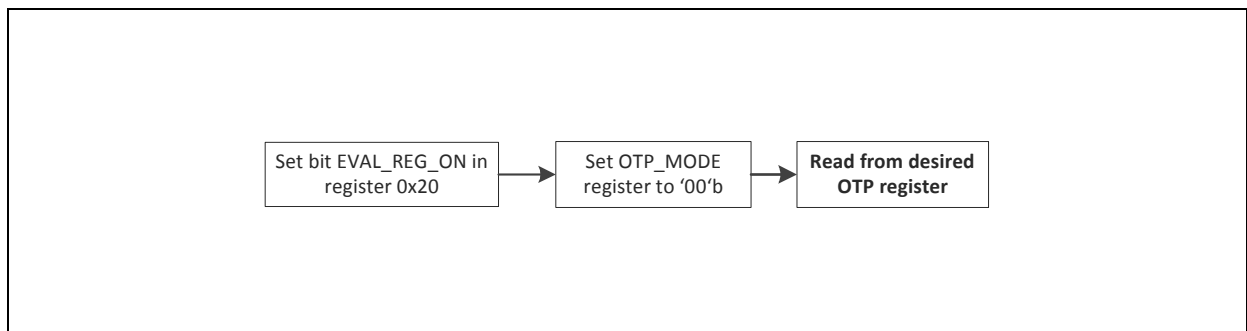 Set bit EVAL_REG_ON in
register 0x20
Set OTP_MODE
register to ‘00‘b
Read from desired
OTP register